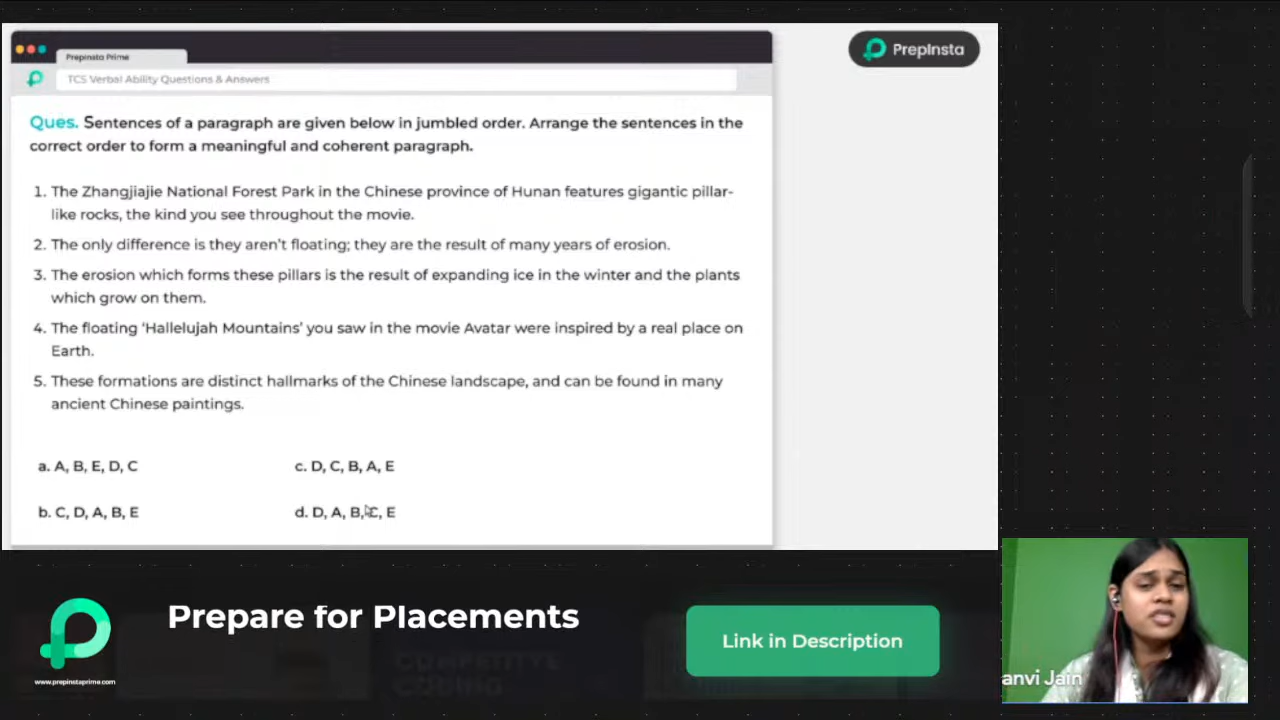 Prepinsta Prime
TCS Verbal Ability Questions & Answers
PrepInsta
Ques. Sentences of a paragraph are given below in jumbled order. Arrange the sentences in the
correct order to form a meaningful and coherent paragraph.
1. The Zhangjiajie National Forest Park in the Chinese province of Hunan features gigantic pillar-
like rocks, the kind you see throughout the movie.
2. The only difference is they aren't floating; they are the result of many years of erosion.
3. The erosion which forms these pillars is the result of expanding ice in the winter and the plants
which grow on them.
4. The floating ‘Hallelujah Mountains’ you saw in the movie Avatar were inspired by a real place on
Earth.
5. These formations are distinct hallmarks of the Chinese landscape, and can be found in many
ancient Chinese paintings.
a. A, B, E, D, C
c. D, C, B, A, E
b. C, D, A, B, E
d. D, A, B, C, E
Prepare for Placements
Link in Description
www.prepinstaprime.com
anvi Jain